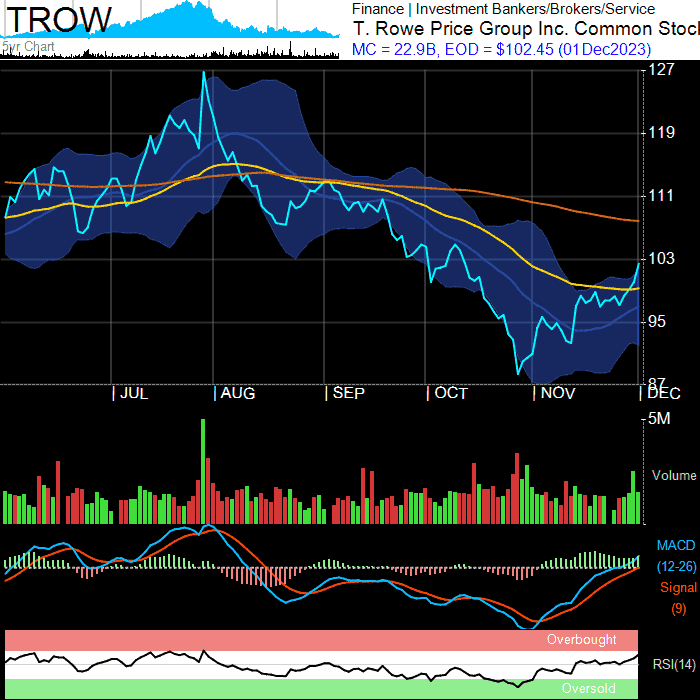 TROW
5yr Chart
Finance | Investment Bankers/Brokers/Service
T. Rowe Price Group Inc. Common Stoc
MC = 22.9B, EOD = $102.45 (01Dec2023)
127
119
111
103
95
87
JUL
AUG
SEP
OCT
NOV
DEC
5M
Volume
MACD
(12-26)
Signal
(9)
Overbought
RSI(14)
Oversold